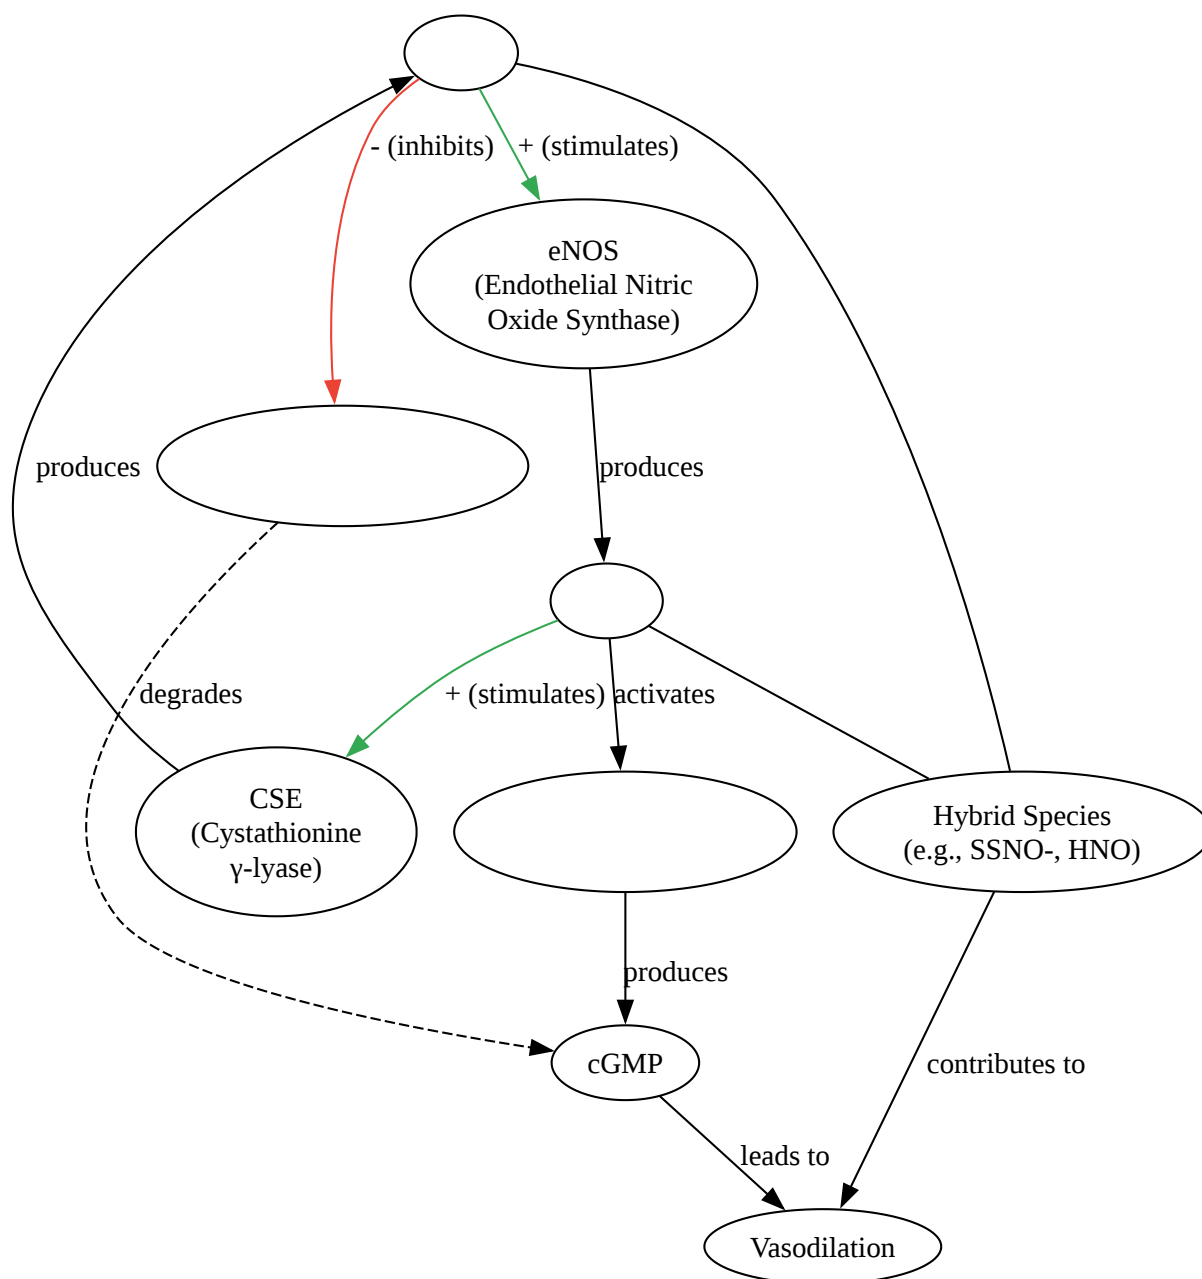 - (inhibits)
+ (stimulates)
eNOS
(Endothelial Nitric
Oxide Synthase)
produces
produces
degrades
+ (stimulates)
activates
CSE
(Cystathionine
γ-lyase)
Hybrid Species
(e.g., SSNO-, HNO)
produces
cGMP
contributes to
leads to
Vasodilation